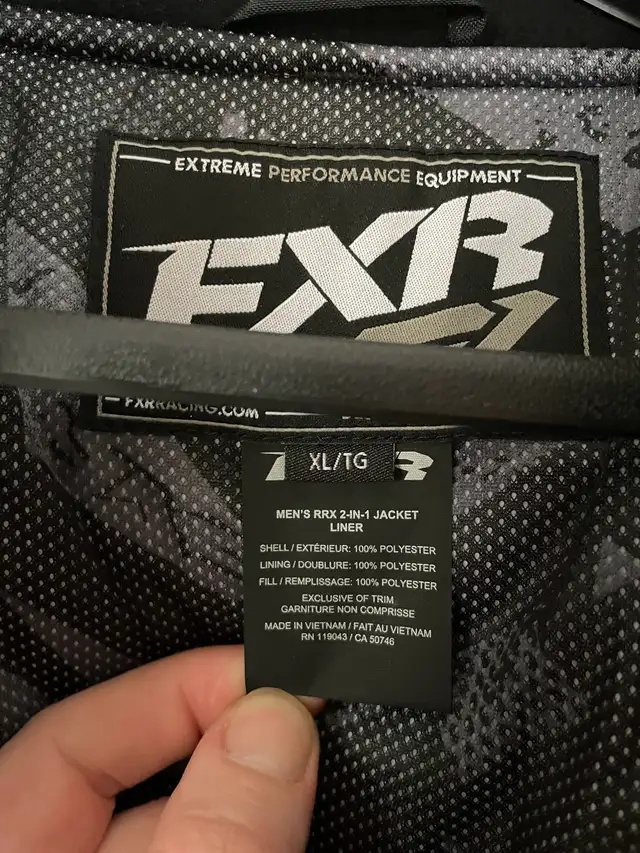 EXTREME PERFORMANCE EQUIPMENT
FXR
FXRRACING.COM
XL/TG
MEN'S RRX 2-IN-1 JACKET
LINER
SHELL / EXTÉRIEUR: 100% POLYESTER
LINING / DOUBLURE: 100% POLYESTER
FILL / REMPLISSAGE: 100% POLYESTER
EXCLUSIVE OF TRIM
GARNITURE NON COMPRISSE
MADE IN VIETNAM / FAIT AU VIETNAM
RN 119043 / CA 50746